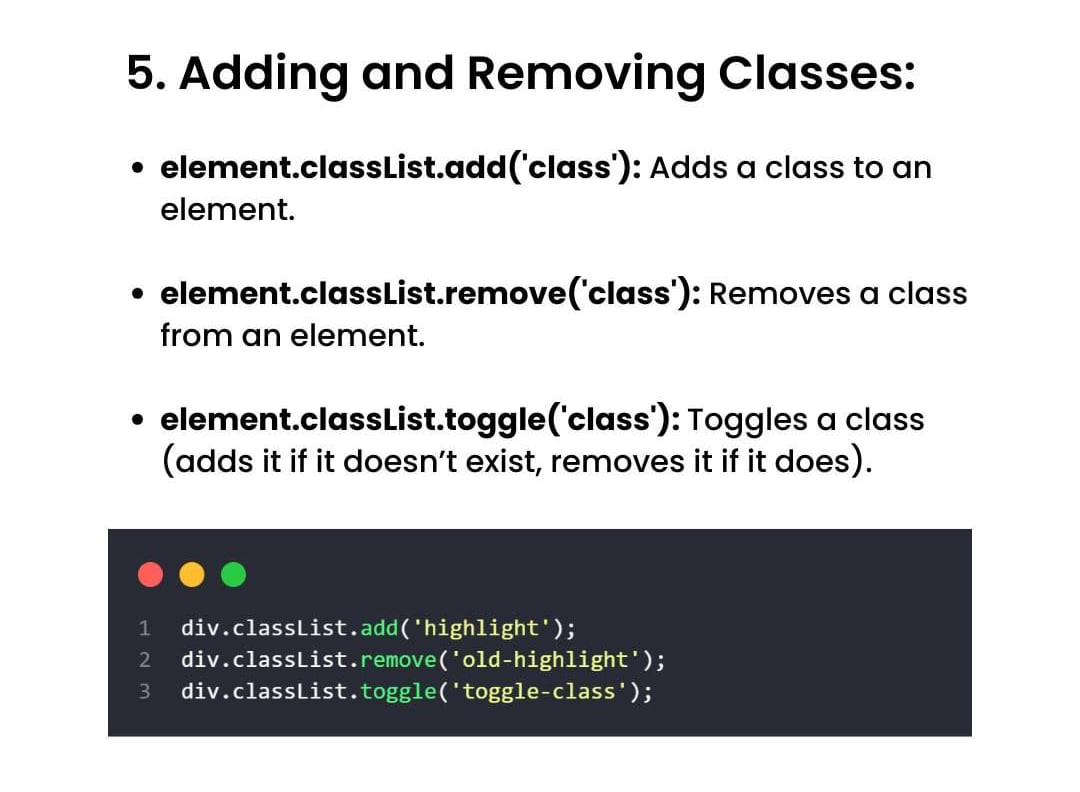 5. Adding and Removing Classes:
• element.classList.add('class'): Adds a class to an
element.
• element.classList.remove('class'): Removes a class
from an element.
• element.classList.toggle('class'): Toggles a class
(adds it if it doesn’t exist, removes it if it does).
1 div.classList.add('highlight');
2 div.classList.remove('old-highlight');
3 div.classList.toggle('toggle-class');